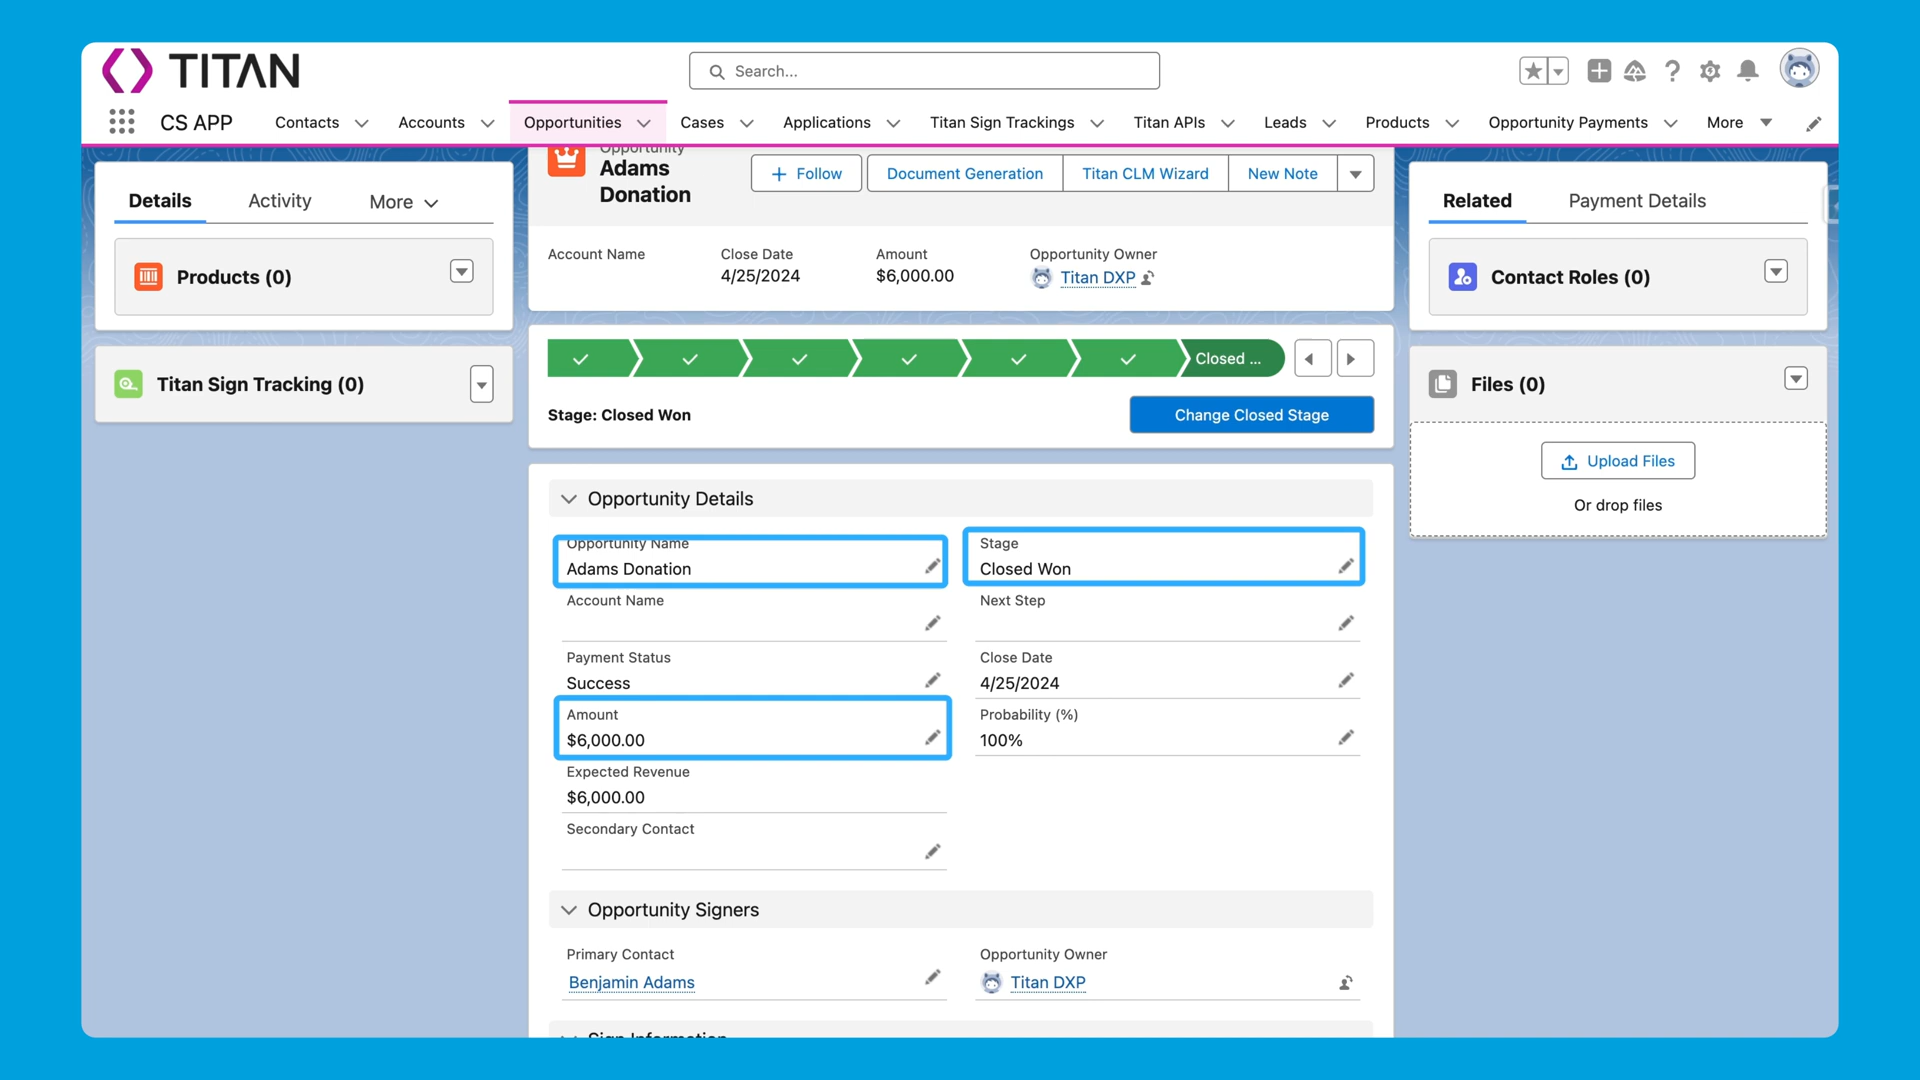 TITAN
Search...
CS APP
Contacts
Accounts
Opportunities
Cases
Applications
Titan Sign Trackings
Titan APIs
Leads
Products
Opportunity Payments
More
Details
Activity
More
Products (0)
Titan Sign Tracking (0)
Opportunity
Adams
Donation
Follow
Document Generation
Titan CLM Wizard
New Note
Account Name
Close Date
4/25/2024
Amount
$6,000.00
Opportunity Owner
Titan DXP
Closed ...
Stage: Closed Won
Change Closed Stage
Opportunity Details
Opportunity Name
Adams Donation
Stage
Closed Won
Account Name
Next Step
Payment Status
Success
Close Date
4/25/2024
Amount
$6,000.00
Probability (%)
100%
Expected Revenue
$6,000.00
Secondary Contact
Opportunity Signers
Primary Contact
Benjamin Adams
Opportunity Owner
Titan DXP
Sign Information
Related
Payment Details
Contact Roles (0)
Files (0)
Upload Files
Or drop files